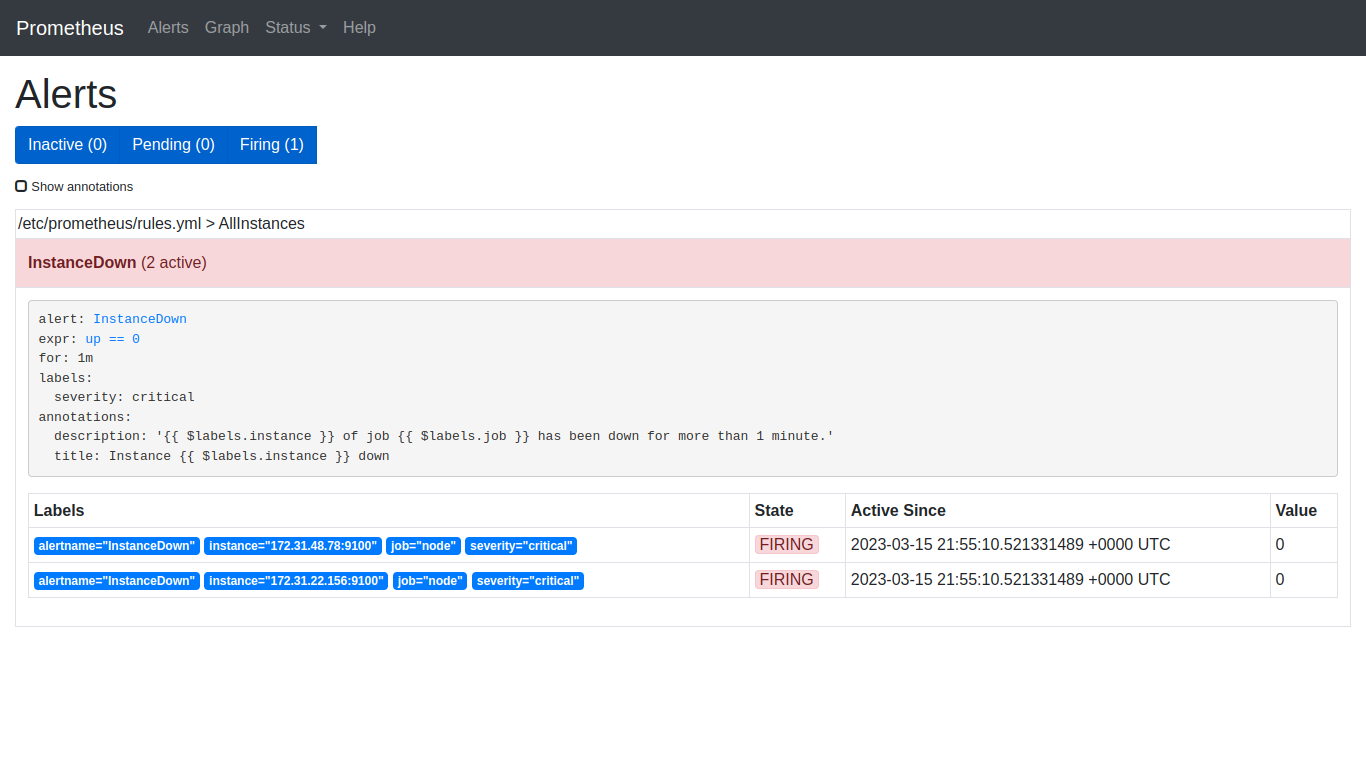 Prometheus Alerts Graph Status Help
Alerts
Inactive (0) Pending (0) Firing (1)
Show annotations
/etc/prometheus/rules.yml > AllInstances
InstanceDown (2 active)
alert: InstanceDown
expr: up == 0
for: 1m
labels:
  severity: critical
annotations:
  description: '{{ $labels.instance }} of job {{ $labels.job }} has been down for more than 1 minute.'
  title: Instance {{ $labels.instance }} down
Labels State Active Since Value
alertname="InstanceDown" instance="172.31.48.78:9100" job="node" severity="critical" FIRING 2023-03-15 21:55:10.521331489 +0000 UTC 0
alertname="InstanceDown" instance="172.31.22.156:9100" job="node" severity="critical" FIRING 2023-03-15 21:55:10.521331489 +0000 UTC 0